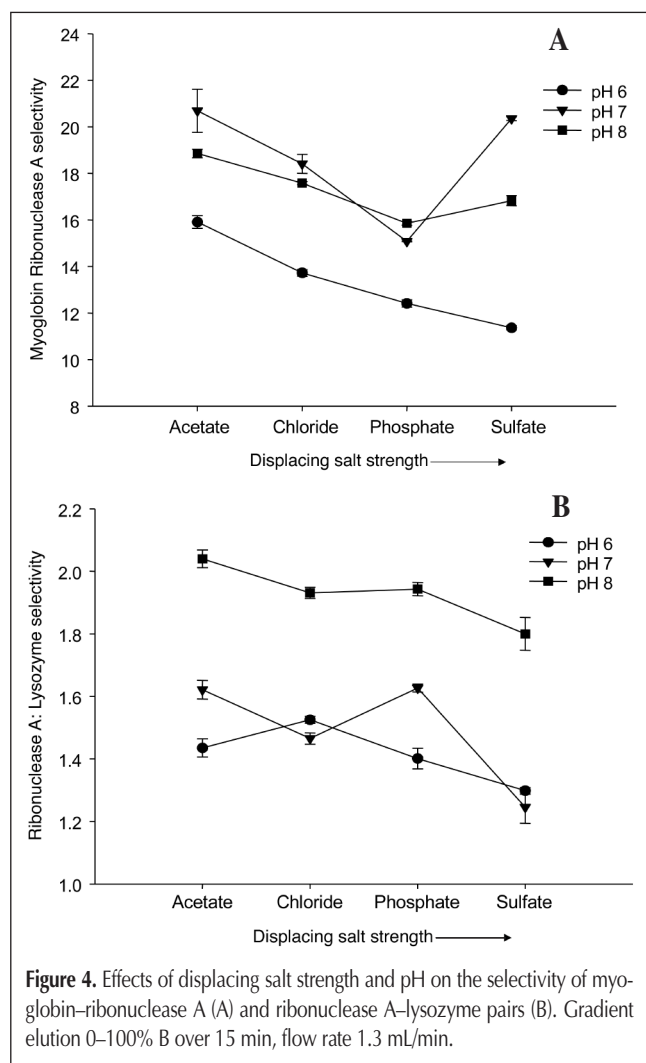 A
24
22
20
18
16
14
12
10
8
Myoglobin Ribonuclease A selectivity
pH 6
pH 7
pH 8
Acetate Chloride Phosphate Sulfate
Displacing salt strength
B
2.2
2.0
1.8
1.6
1.4
1.2
1.0
Ribonuclease A: Lysozyme selectivity
pH 6
pH 7
pH 8
Acetate Chloride Phosphate Sulfate
Displacing salt strength
Figure 4. Effects of displacing salt strength and pH on the selectivity of myo-
globin–ribonuclease A (A) and ribonuclease A–lysozyme pairs (B). Gradient
elution 0–100% B over 15 min, flow rate 1.3 mL/min.